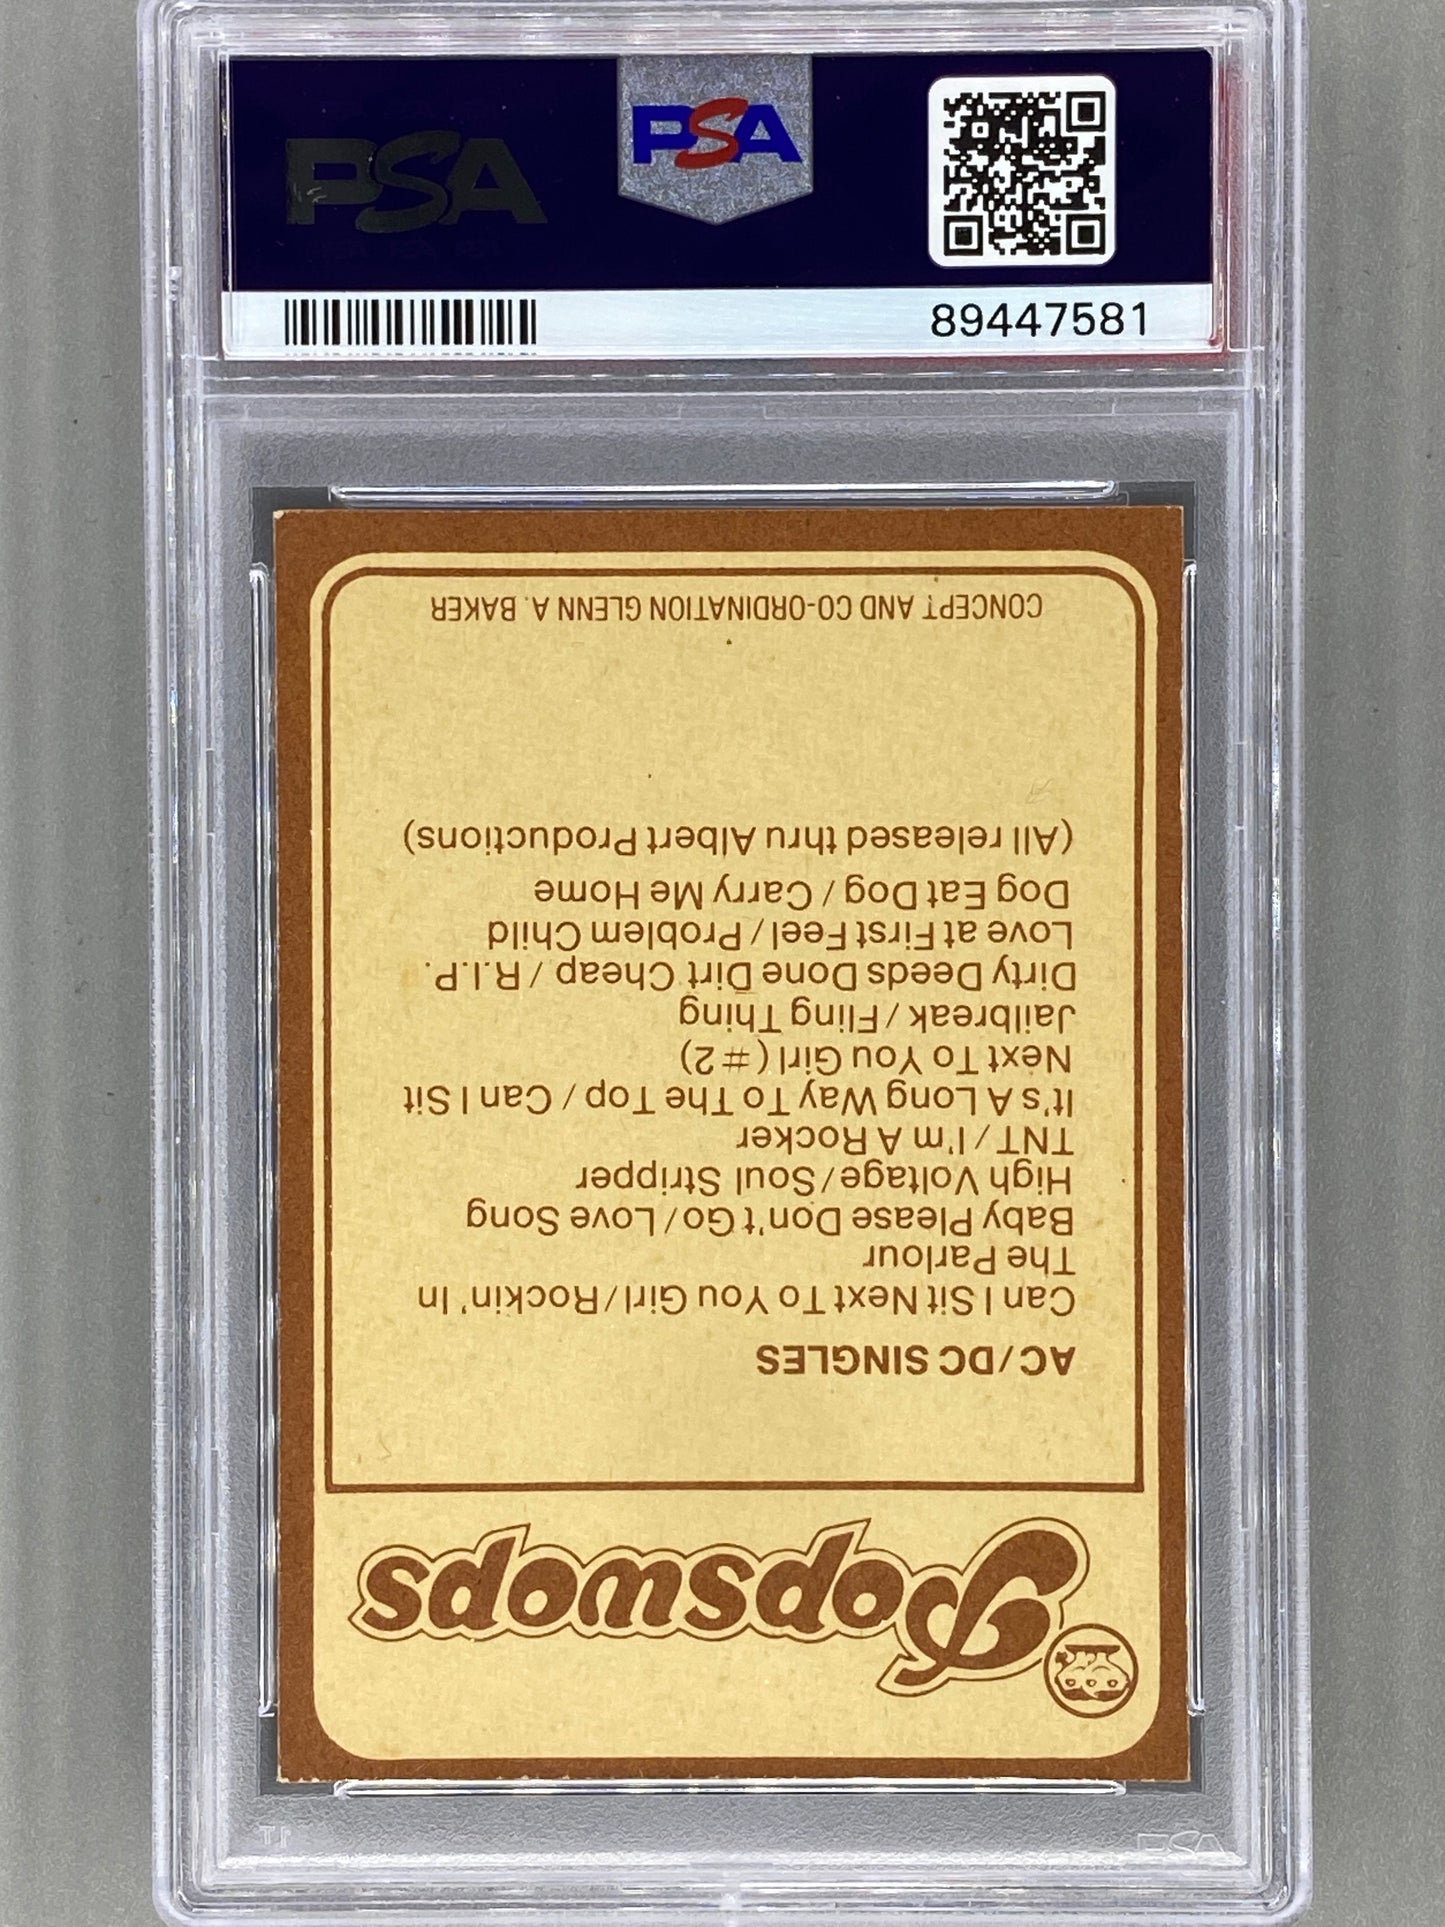 PSA
PSA
89447581
Popswops
AC/DC SINGLES
Can I Sit Next To You Girl/Rockin' In
The Parlour
Baby Please Don't Go/Love Song
High Voltage/Soul Stripper
TNT/I'm A Rocker
It's A Long Way To The Top / Can I Sit
Next To You Girl (#2)
Jailbreak/Fling Thing
Dirty Deeds Done Dirt Cheap / R.I.P.
Love at First Feel/Problem Child
Dog Eat Dog / Carry Me Home
(All released thru Albert Productions)
CONCEPT AND CO-ORDINATION GLENN A. BAKER
PSA